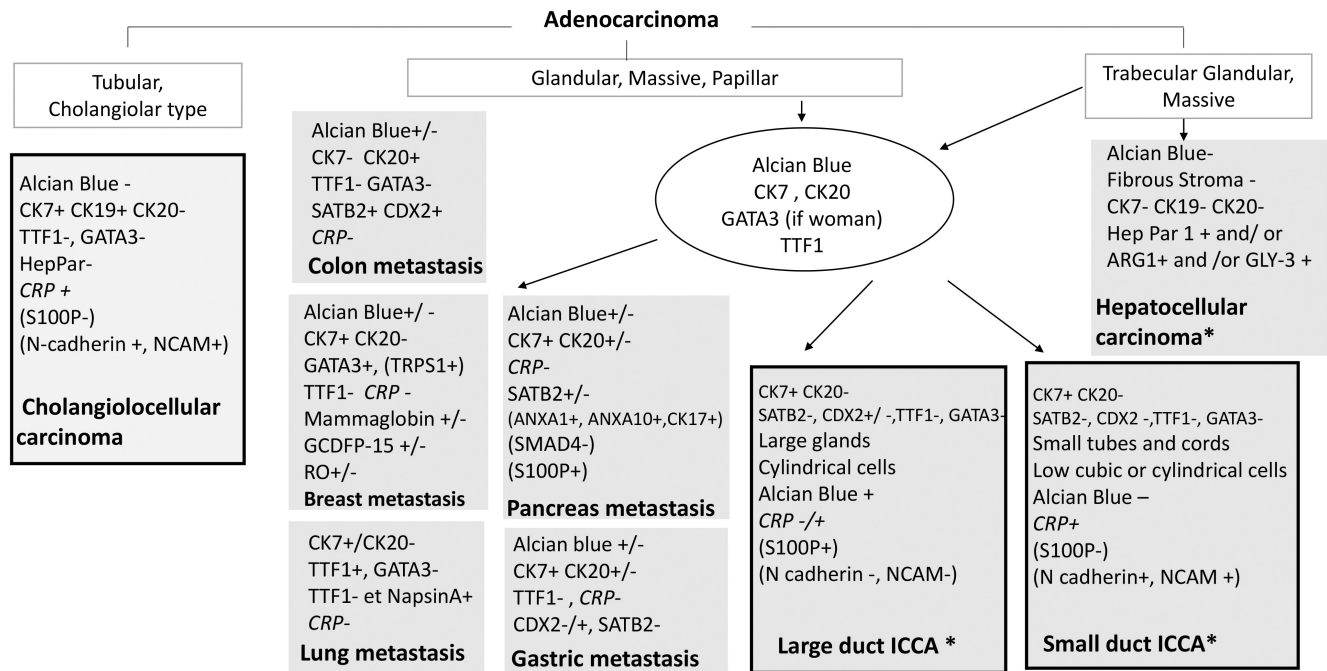 Adenocarcinoma
Tubular,
Cholangiolar type
Glandular, Massive, Papillar
Trabecular Glandular,
Massive
Alcian Blue -
CK7+ CK19+ CK20-
TTF1-, GATA3-
HepPar-
CRP +
(S100P-)
(N-cadherin +, NCAM+)
Cholangiolocellular
carcinoma
Alcian Blue+/-
CK7- CK20+
TTF1- GATA3-
SATB2+ CDX2+
CRP-
Colon metastasis
Alcian Blue
CK7 , CK20
GATA3 (if woman)
TTF1
Alcian Blue-
Fibrous Stroma -
CK7- CK19- CK20-
Hep Par 1 + and/ or
ARG1+ and /or GLY-3 +
Hepatocellular
carcinoma*
Alcian Blue+/ -
CK7+ CK20-
GATA3+, (TRPS1+)
TTF1- CRP -
Mammaglobin +/-
GCDFP-15 +/-
RO+/-
Breast metastasis
Alcian Blue+/-
CK7+ CK20+/-
CRP-
SATB2+/-
(ANXA1+, ANXA10+,CK17+)
(SMAD4-)
(S100P+)
Pancreas metastasis
CK7+/CK20-
TTF1+, GATA3-
TTF1- et NapsinA+
CRP-
Lung metastasis
Alcian blue +/-
CK7+ CK20+/-
TTF1- , CRP-
CDX2-/+, SATB2-
Gastric metastasis
CK7+ CK20-
SATB2-, CDX2+/ -,TTF1-, GATA3-
Large glands
Cylindrical cells
Alcian Blue +
CRP -/+
(S100P+)
(N cadherin -, NCAM-)
Large duct ICCA *
CK7+ CK20-
SATB2-, CDX2 -,TTF1-, GATA3-
Small tubes and cords
Low cubic or cylindrical cells
Alcian Blue –
CRP+
(S100P-)
(N cadherin+, NCAM +)
Small duct ICCA*